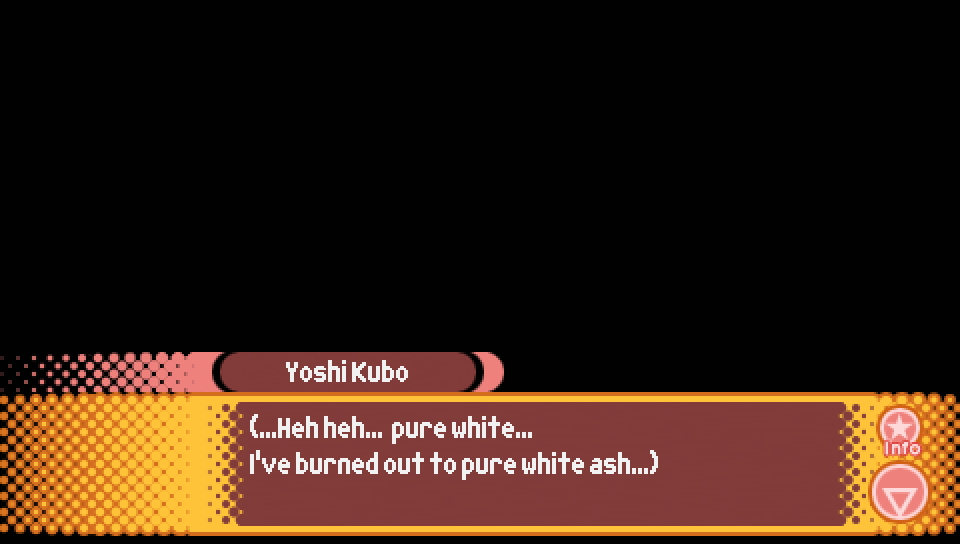 Yoshi Kubo
(...Heh heh... pure white...
I've burned out to pure white ash...)
Info